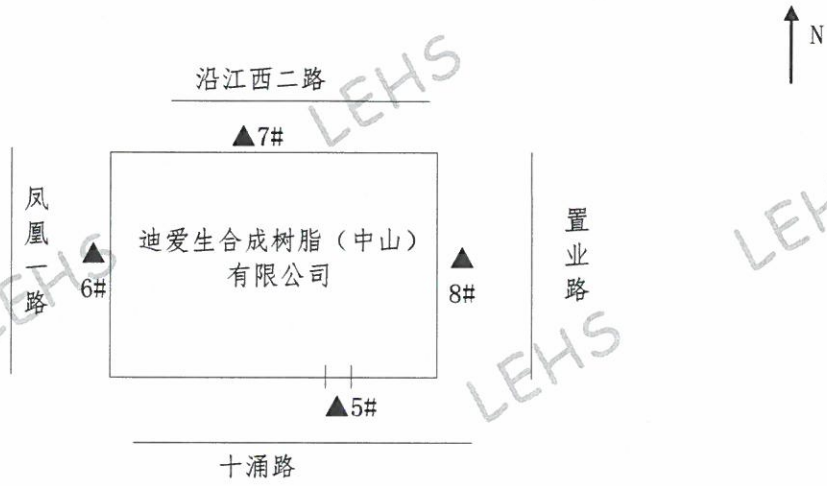 N
沿江西二路
LEHS
▲7#
凤凰一路
迪爱生合成树脂（中山）
有限公司
置业路
LEHS
LEHS
▲
6#
▲
8#
LEHS
▲5#
十涌路